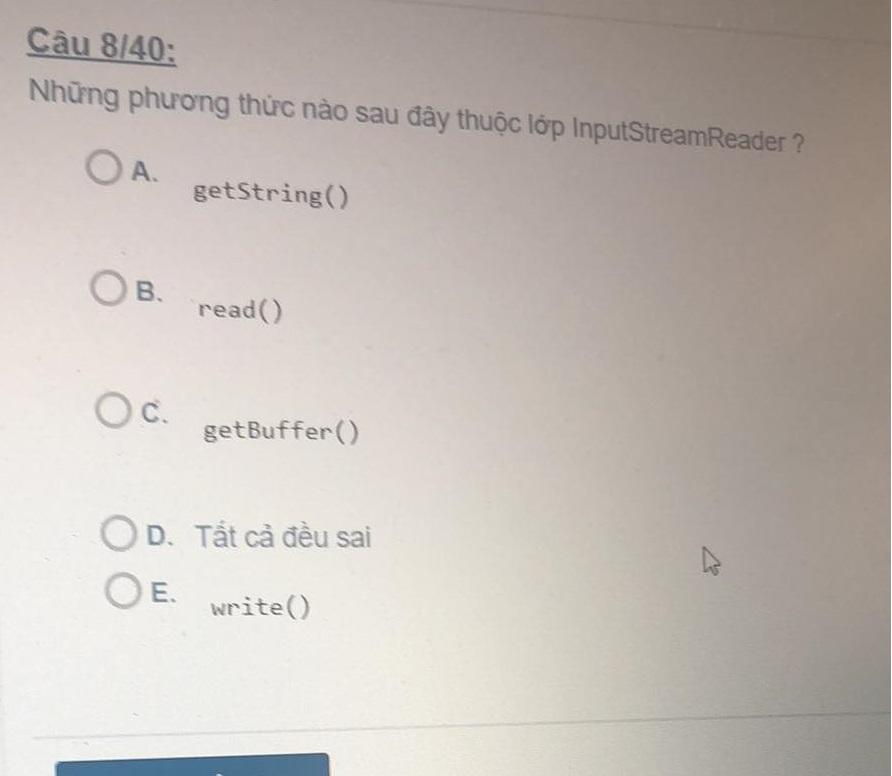 Câu 8/40:
Những phương thức nào sau đây thuộc lớp InputStreamReader ?
A. getString()
B. read()
C. getBuffer()
D. Tất cả đều sai
E. write()